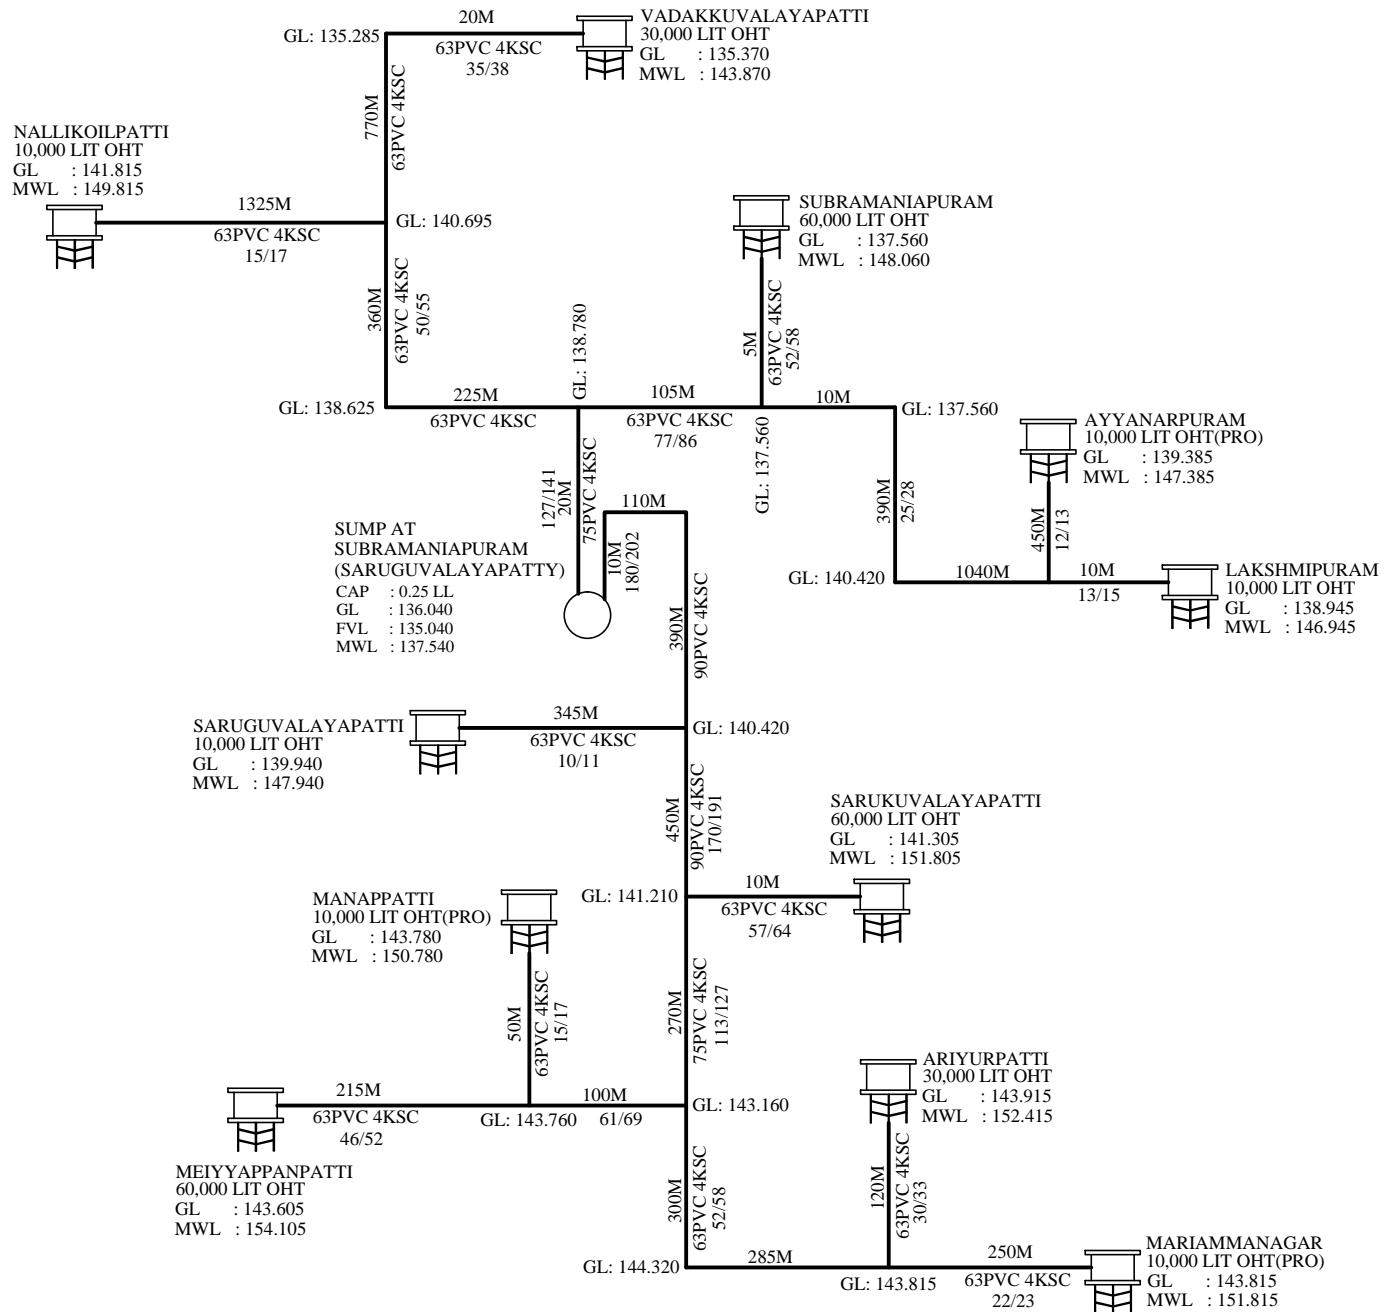 20M
63PVC 4KSC
35/38
GL: 135.285
VADAKKUVALAYAPATTI
30,000 LIT OHT
GL : 135.370
MWL : 143.870
770M
63PVC 4KSC
NALLIKOILPATTI
10,000 LIT OHT
GL : 141.815
MWL : 149.815
1325M
63PVC 4KSC
15/17
GL: 140.695
SUBRAMANIAPURAM
60,000 LIT OHT
GL : 137.560
MWL : 148.060
360M
63PVC 4KSC
50/55
GL: 138.780
5M
63PVC 4KSC
52/58
GL: 138.625
225M
63PVC 4KSC
105M
63PVC 4KSC
77/86
10M
GL: 137.560
GL: 137.560
AYYANARPURAM
10,000 LIT OHT(PRO)
GL : 139.385
MWL : 147.385
127/141
20M
75PVC 4KSC
110M
10M
180/202
390M
25/28
450M
12/13
SUMP AT
SUBRAMANIAPURAM
(SARUGUVALAYAPATTY)
CAP : 0.25 LL
GL : 136.040
FVL : 135.040
MWL : 137.540
GL: 140.420
1040M
10M
13/15
LAKSHMIPURAM
10,000 LIT OHT
GL : 138.945
MWL : 146.945
390M
90PVC 4KSC
SARUGUVALAYAPATTI
10,000 LIT OHT
GL : 139.940
MWL : 147.940
345M
63PVC 4KSC
10/11
GL: 140.420
450M
90PVC 4KSC
170/191
SARUKUVALAYAPATTI
60,000 LIT OHT
GL : 141.305
MWL : 151.805
MANAPPATTI
10,000 LIT OHT(PRO)
GL : 143.780
MWL : 150.780
GL: 141.210
10M
63PVC 4KSC
57/64
50M
63PVC 4KSC
15/17
270M
75PVC 4KSC
113/127
ARIYURPATTI
30,000 LIT OHT
GL : 143.915
MWL : 152.415
215M
63PVC 4KSC
46/52
GL: 143.760
100M
61/69
GL: 143.160
MEIYYAPPANPATTI
60,000 LIT OHT
GL : 143.605
MWL : 154.105
300M
63PVC 4KSC
52/58
120M
63PVC 4KSC
30/33
GL: 144.320
285M
GL: 143.815
250M
63PVC 4KSC
22/23
MARIAMMANAGAR
10,000 LIT OHT(PRO)
GL : 143.815
MWL : 151.815